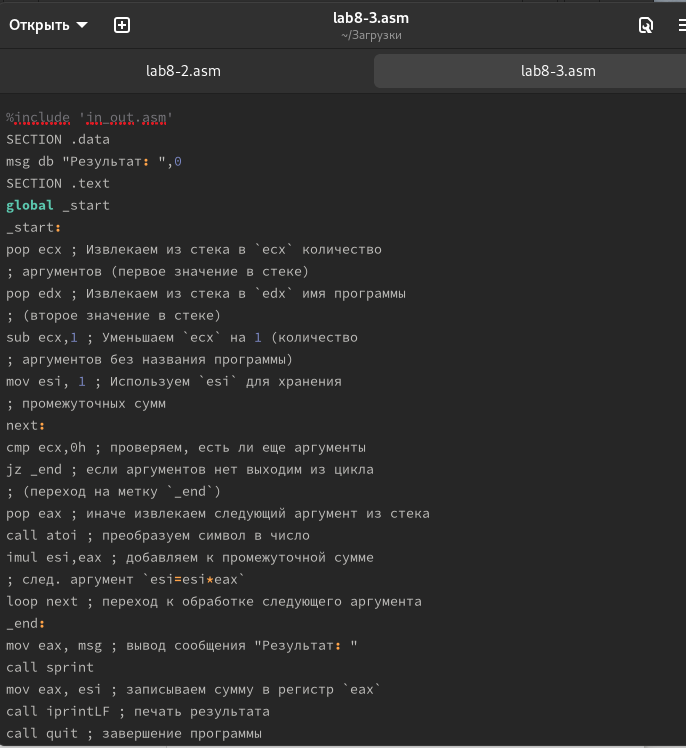 Открыть
lab8-3.asm
~/Загрузки
lab8-2.asm
lab8-3.asm
%include 'in_out.asm'
SECTION .data
msg db "Результат: ",0
SECTION .text
global _start
_start:
pop ecx ; Извлекаем из стека в `ecx` количество
; аргументов (первое значение в стеке)
pop edx ; Извлекаем из стека в `edx` имя программы
; (второе значение в стеке)
sub ecx,1 ; Уменьшаем `ecx` на 1 (количество
; аргументов без названия программы)
mov esi, 1 ; Используем `esi` для хранения
; промежуточных сумм
next:
cmp ecx,0h ; проверяем, есть ли еще аргументы
jz _end ; если аргументов нет выходим из цикла
; (переход на метку `_end`)
pop eax ; иначе извлекаем следующий аргумент из стека
call atoi ; преобразуем символ в число
imul esi,eax ; добавляем к промежуточной сумме
; след. аргумент `esi=esi*eax`
loop next ; переход к обработке следующего аргумента
_end:
mov eax, msg ; вывод сообщения "Результат: "
call sprint
mov eax, esi ; записываем сумму в регистр `eax`
call iprintLF ; печать результата
call quit ; завершение программы